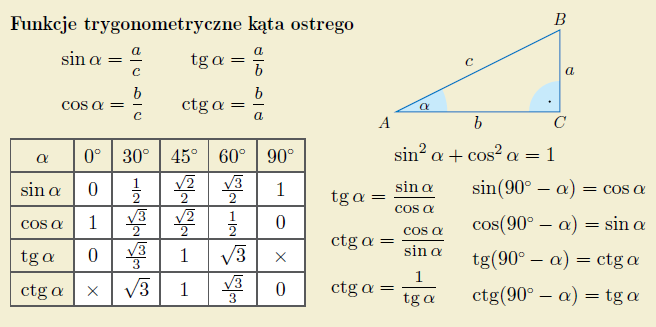 Funkcje trygonometryczne kąta ostrego
sin α = a/c    tg α = a/b
cos α = b/c    ctg α = b/a
B
c
a
α
A
b
C
α 0° 30° 45° 60° 90°
sin α 0 1/2 √2/2 √3/2 1
cos α 1 √3/2 √2/2 1/2 0
tg α 0 √3/3 1 √3 ×
ctg α × √3 1 √3/3 0
sin² α + cos² α = 1
tg α = sin α/cos α
ctg α = cos α/sin α
ctg α = 1/tg α
sin(90° − α) = cos α
cos(90° − α) = sin α
tg(90° − α) = ctg α
ctg(90° − α) = tg α